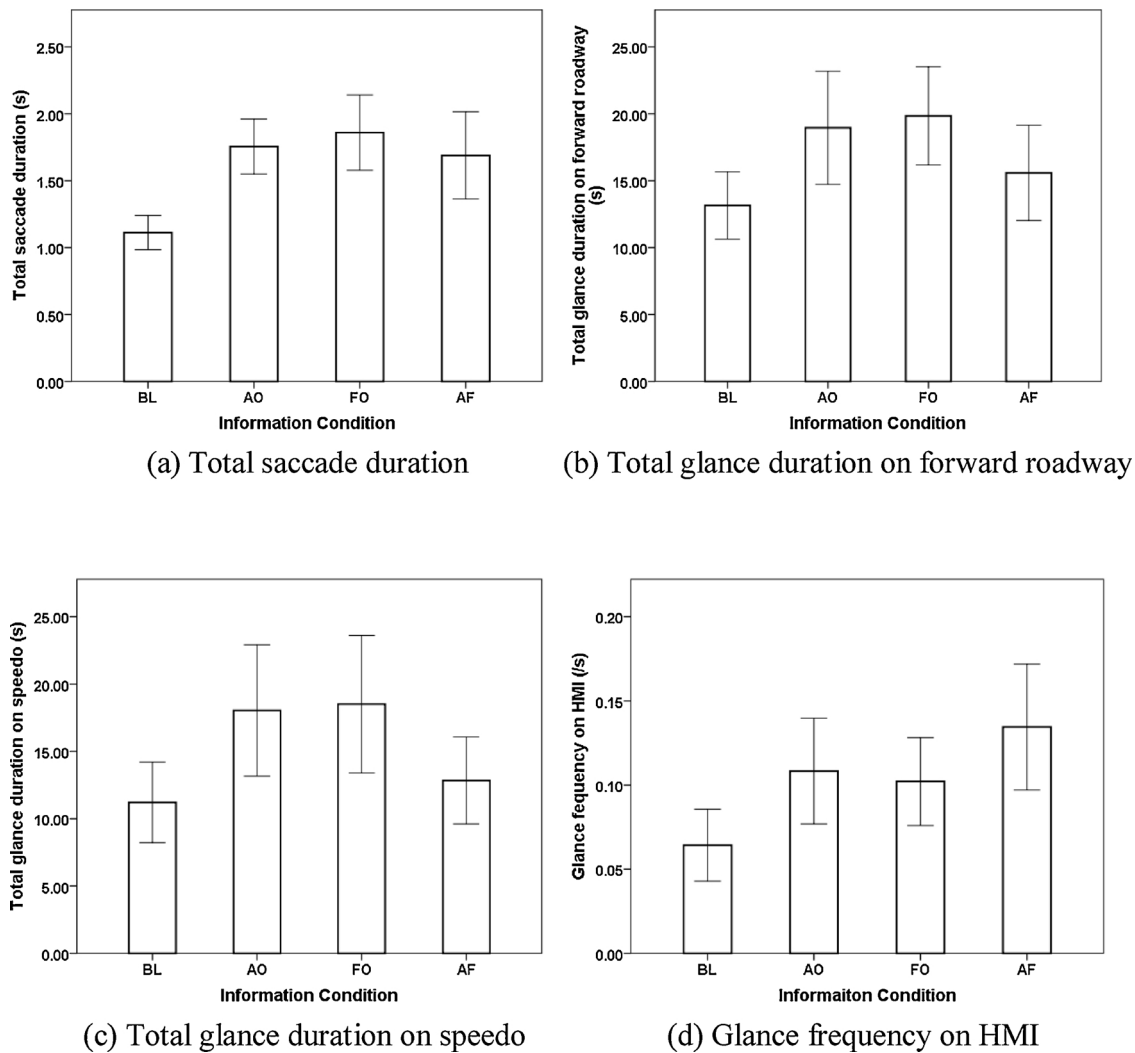 2.50
2.00
1.50
1.00
0.50
0.00
Total saccade duration (s)
BL AO FO AF
Information Condition
(a) Total saccade duration
25.00
20.00
15.00
10.00
5.00
0.00
Total glance duration on forward roadway
(s)
BL AO FO AF
Information Condition
(b) Total glance duration on forward roadway
25.00
20.00
15.00
10.00
5.00
0.00
Total glance duration on speedo (s)
BL AO FO AF
Information Condition
(c) Total glance duration on speedo
0.20
0.15
0.10
0.05
0.00
Glance fequency on HMI (/s)
BL AO FO AF
Informaiton Condition
(d) Glance frequency on HMI